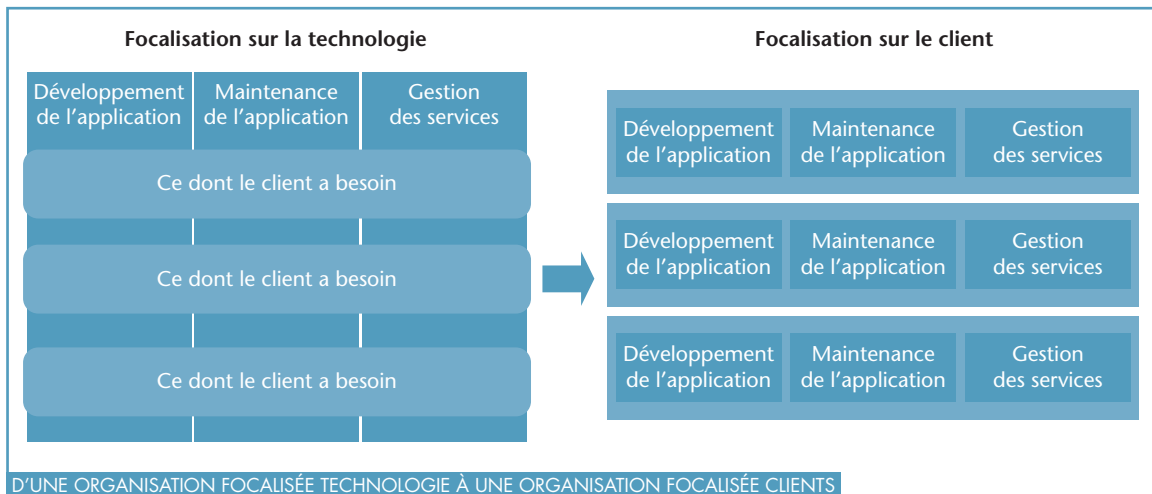 Focalisation sur la technologie
Développement
de l'application
Maintenance
de l'application
Gestion
des services
Ce dont le client a besoin
Ce dont le client a besoin
Ce dont le client a besoin
Focalisation sur le client
Développement
de l'application
Maintenance
de l'application
Gestion
des services
Développement
de l'application
Maintenance
de l'application
Gestion
des services
Développement
de l'application
Maintenance
de l'application
Gestion
des services
D'UNE ORGANISATION FOCALISÉE TECHNOLOGIE À UNE ORGANISATION FOCALISÉE CLIENTS